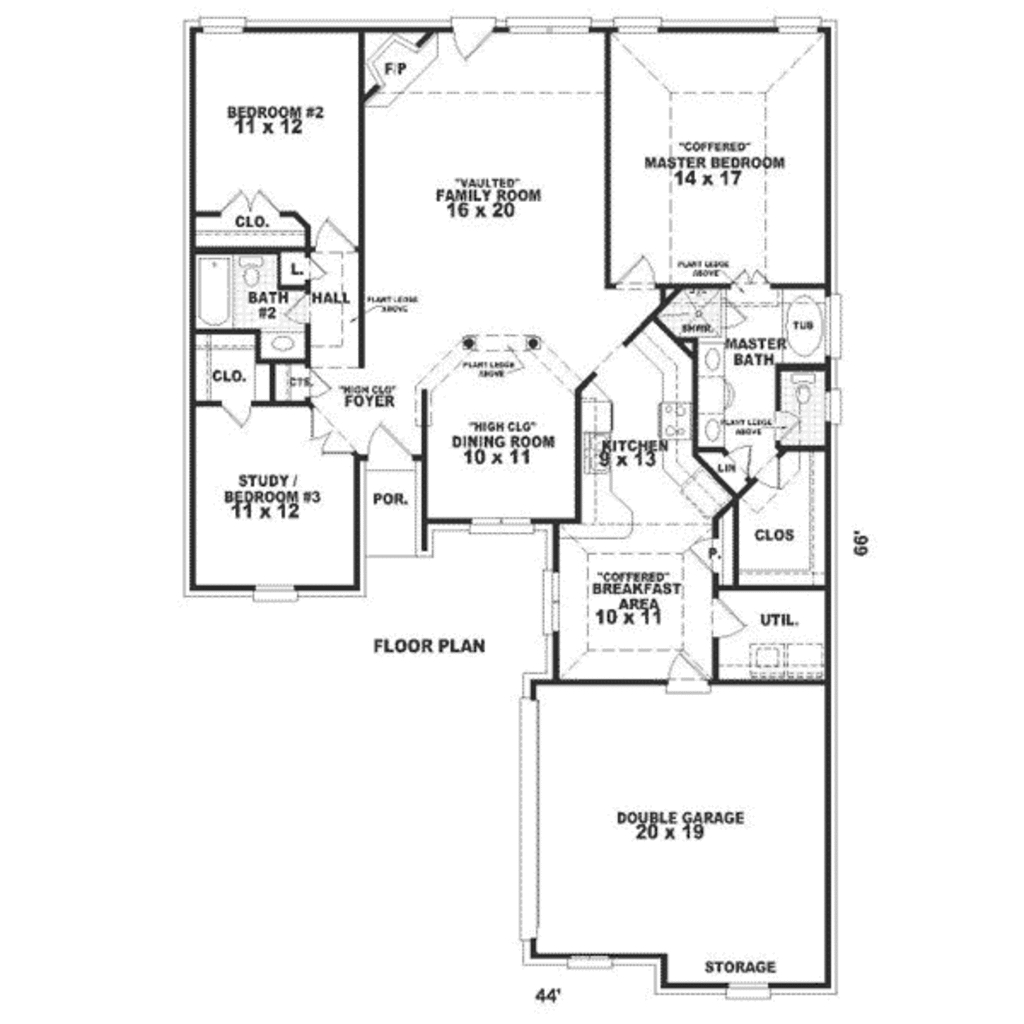 F/P
BEDROOM #2
11 x 12
"COFFERED"
MASTER BEDROOM
14 x 17
"VAULTED"
FAMILY ROOM
16 x 20
CLO.
L.
BATH
#2
HALL
PLANT LEDGE
ABOVE
PLANT LEDGE
ABOVE
SHWR.
TUB
MASTER
BATH
CLO.
CTS.
"HIGH CLG"
FOYER
PLANT LEDGE
ABOVE
"HIGH CLG"
DINING ROOM
10 x 11
KITCHEN
9 x 13
PLANT LEDGE
ABOVE
LIN
STUDY /
BEDROOM #3
11 x 12
POR.
CLOS
P.
66'
"COFFERED"
BREAKFAST
AREA
10 x 11
UTIL.
FLOOR PLAN
DOUBLE GARAGE
20 x 19
STORAGE
44'